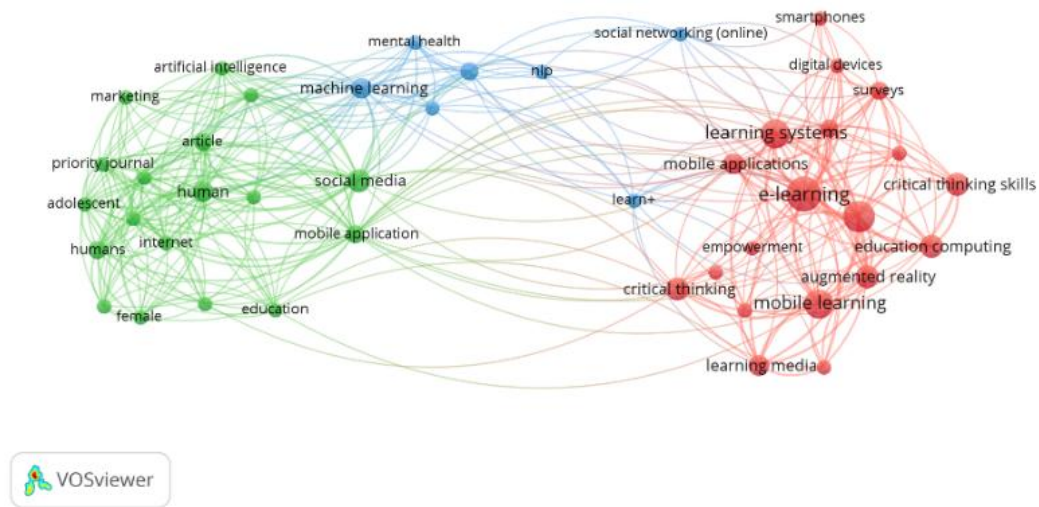 smartphones
mental health
social networking (online)
artificial intelligence
digital devices
nlp
machine learning
surveys
marketing
learning systems
article
mobile applications
priority journal
social media
critical thinking skills
human
e-learning
adolescent
learn+
mobile application
internet
humans
empowerment
education computing
augmented reality
critical thinking
mobile learning
education
female
learning media
VOSviewer